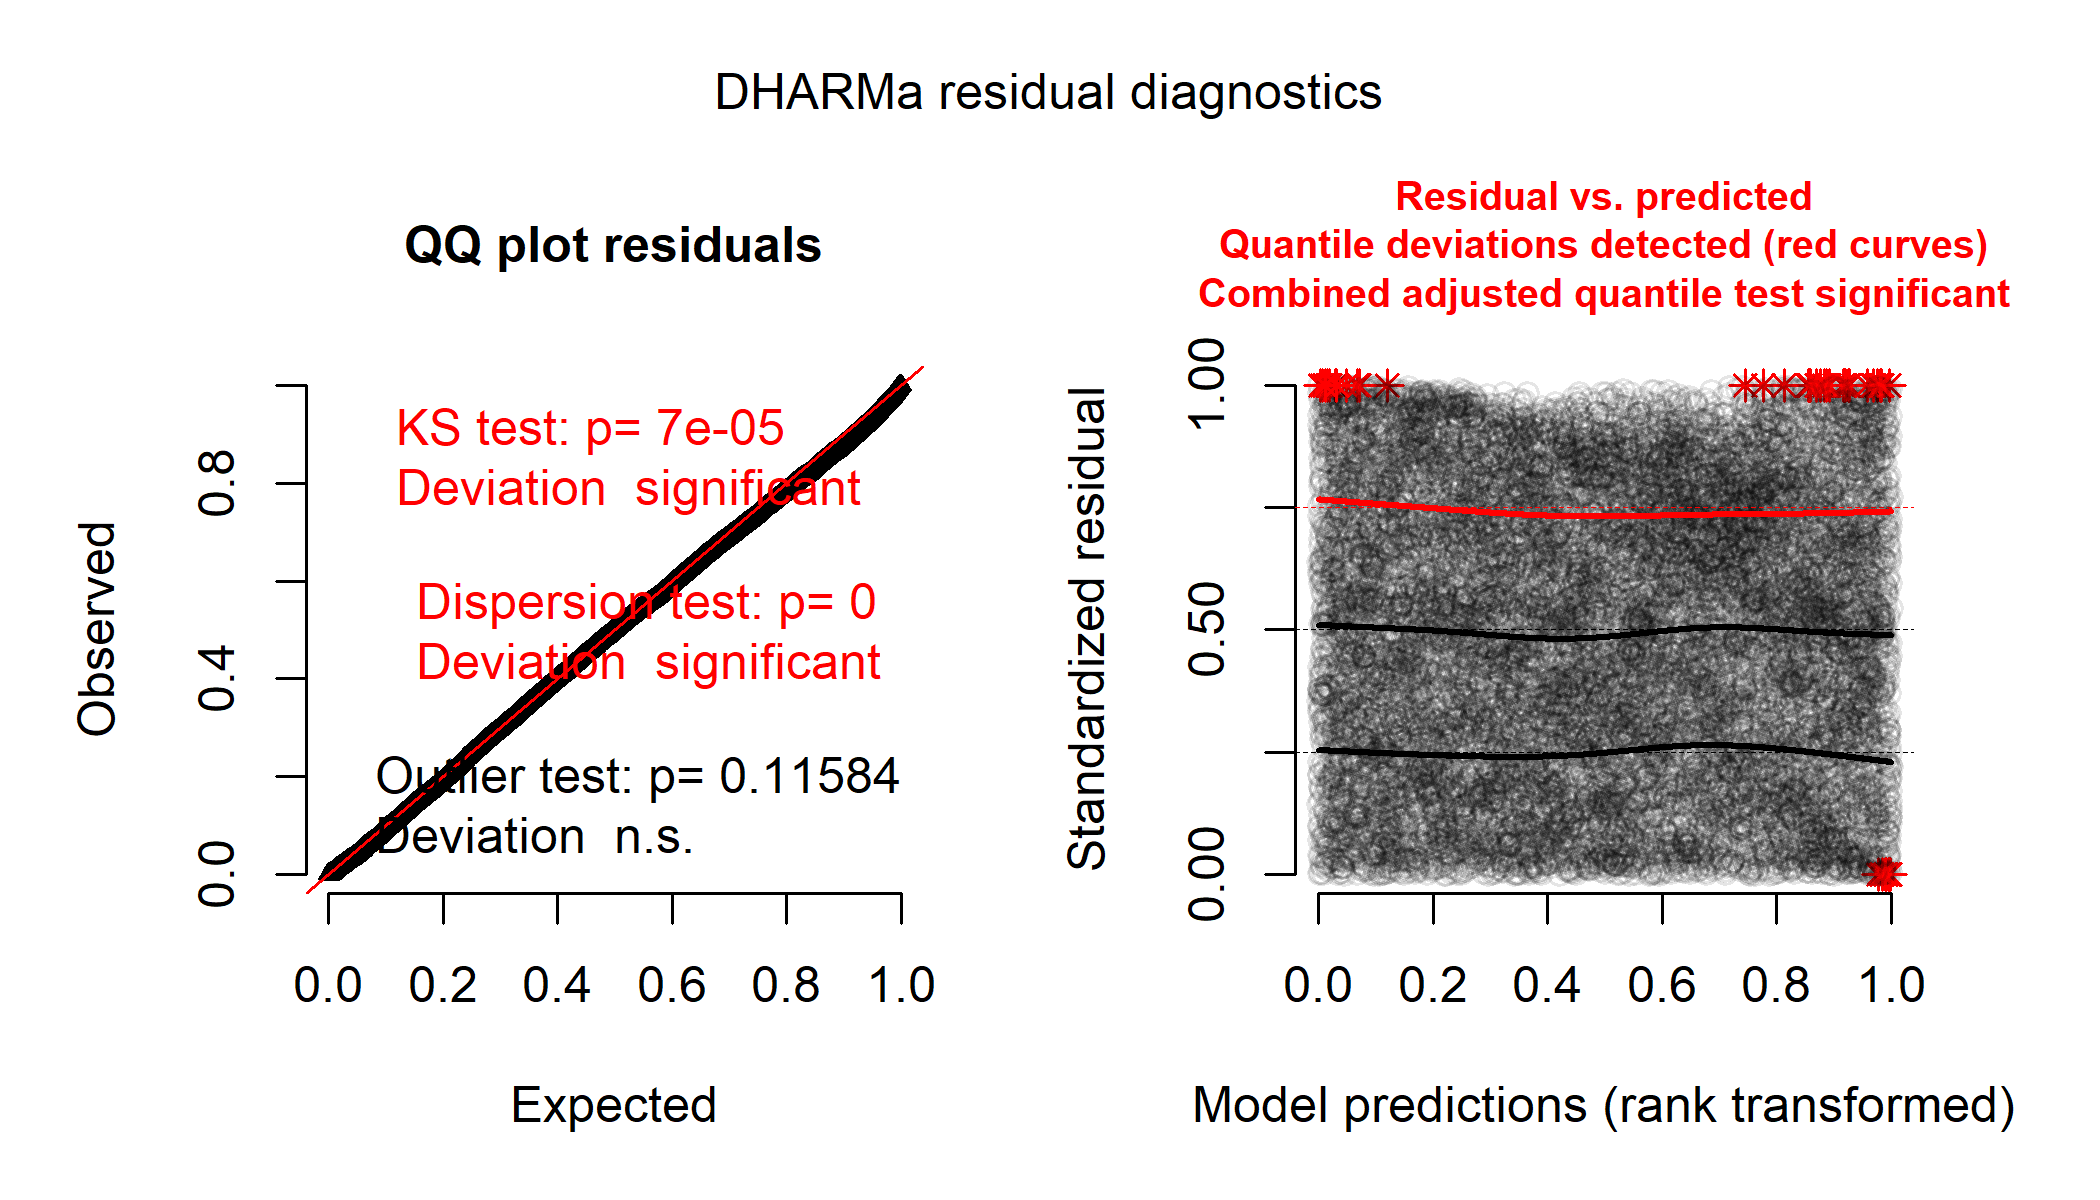 DHARMa residual diagnostics
QQ plot residuals
KS test: p= 7e-05
Deviation  significant
Dispersion test: p= 0
Deviation  significant
Outlier test: p= 0.11584
Deviation  n.s.
Observed
0.0 0.4 0.8
0.0 0.2 0.4 0.6 0.8 1.0
Expected
Residual vs. predicted
Quantile deviations detected (red curves)
Combined adjusted quantile test significant
Standardized residual
0.00 0.50 1.00
0.0 0.2 0.4 0.6 0.8 1.0
Model predictions (rank transformed)